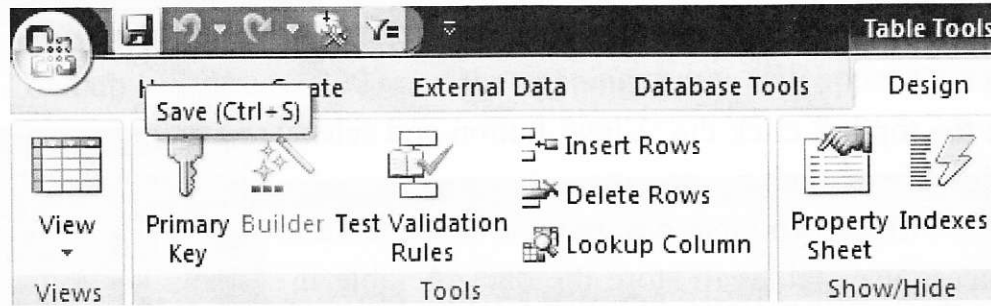 Table Tools
H ate External Data Database Tools Design
Save (Ctrl+S)
View
Primary Key
Builder
Test Validation Rules
Insert Rows
Delete Rows
Lookup Column
Property Sheet
Indexes
Views Tools Show/Hide